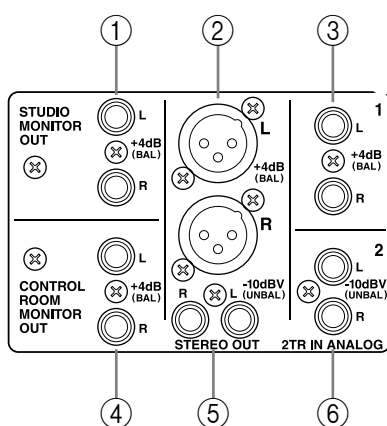 ① ② ③
STUDIO
MONITOR
OUT
L
+4dB
(BAL)
R
L
+4dB
(BAL)
R
1
L
+4dB
(BAL)
R
CONTROL
ROOM
MONITOR
OUT
L
+4dB
(BAL)
R
R L -10dBV
(UNBAL)
STEREO OUT
2
L
-10dBV
(UNBAL)
R
2TR IN ANALOG
④ ⑤ ⑥